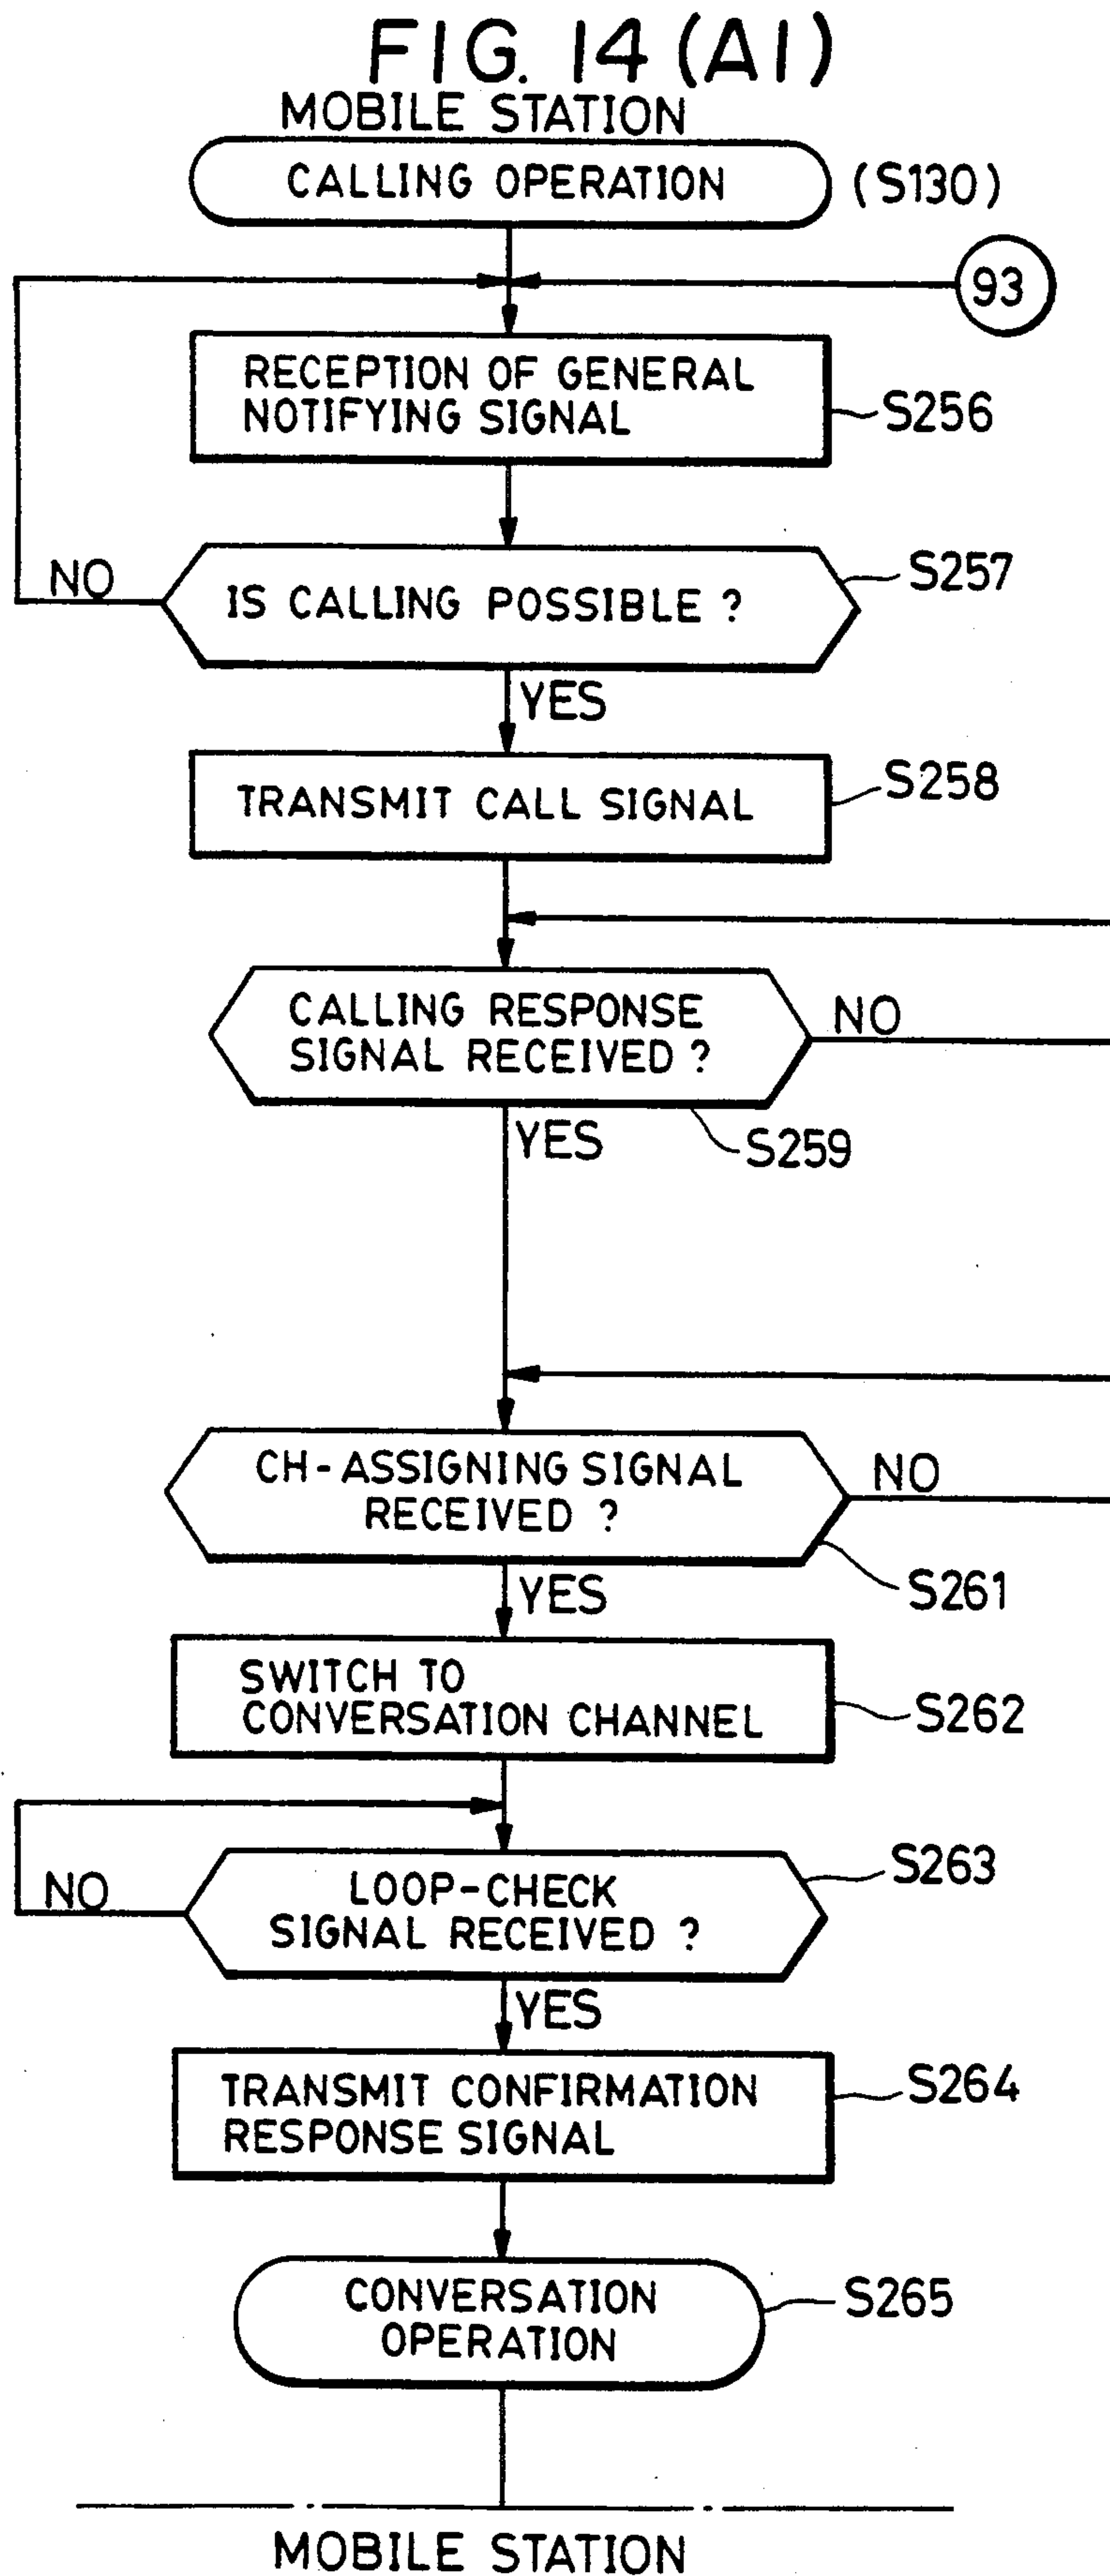 FIG. 14 (A1)
MOBILE STATION
CALLING OPERATION
(S130)
93
RECEPTION OF GENERAL
NOTIFYING SIGNAL
S256
NO
IS CALLING POSSIBLE ?
S257
YES
TRANSMIT CALL SIGNAL
S258
CALLING RESPONSE
SIGNAL RECEIVED ?
NO
YES
S259
CH-ASSIGNING SIGNAL
RECEIVED ?
NO
S261
YES
SWITCH TO
CONVERSATION CHANNEL
S262
NO
LOOP-CHECK
SIGNAL RECEIVED ?
S263
YES
TRANSMIT CONFIRMATION
RESPONSE SIGNAL
S264
CONVERSATION
OPERATION
S265
MOBILE STATION